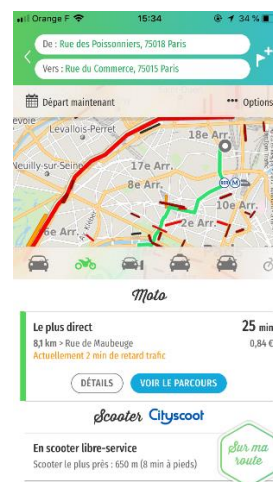 Orange F 15:34 34 %
De : Rue des Poissonniers, 75018 Paris
Vers : Rue du Commerce, 75015 Paris
Départ maintenant ••• Options
Levallois-Perret
18e Arr.
Neuilly-sur-Seine
17e Arr.
8e Arr.
10e Arr.
2e Arr.
6e Arr.
Moto
Le plus direct 25 min
8,1 km > Rue de Maubeuge 0,84 €
Actuellement 2 min de retard trafic
DÉTAILS VOIR LE PARCOURS
Scooter Cityscoot
En scooter libre-service
Scooter le plus près : 650 m (8 min à pieds)
Sur ma
route